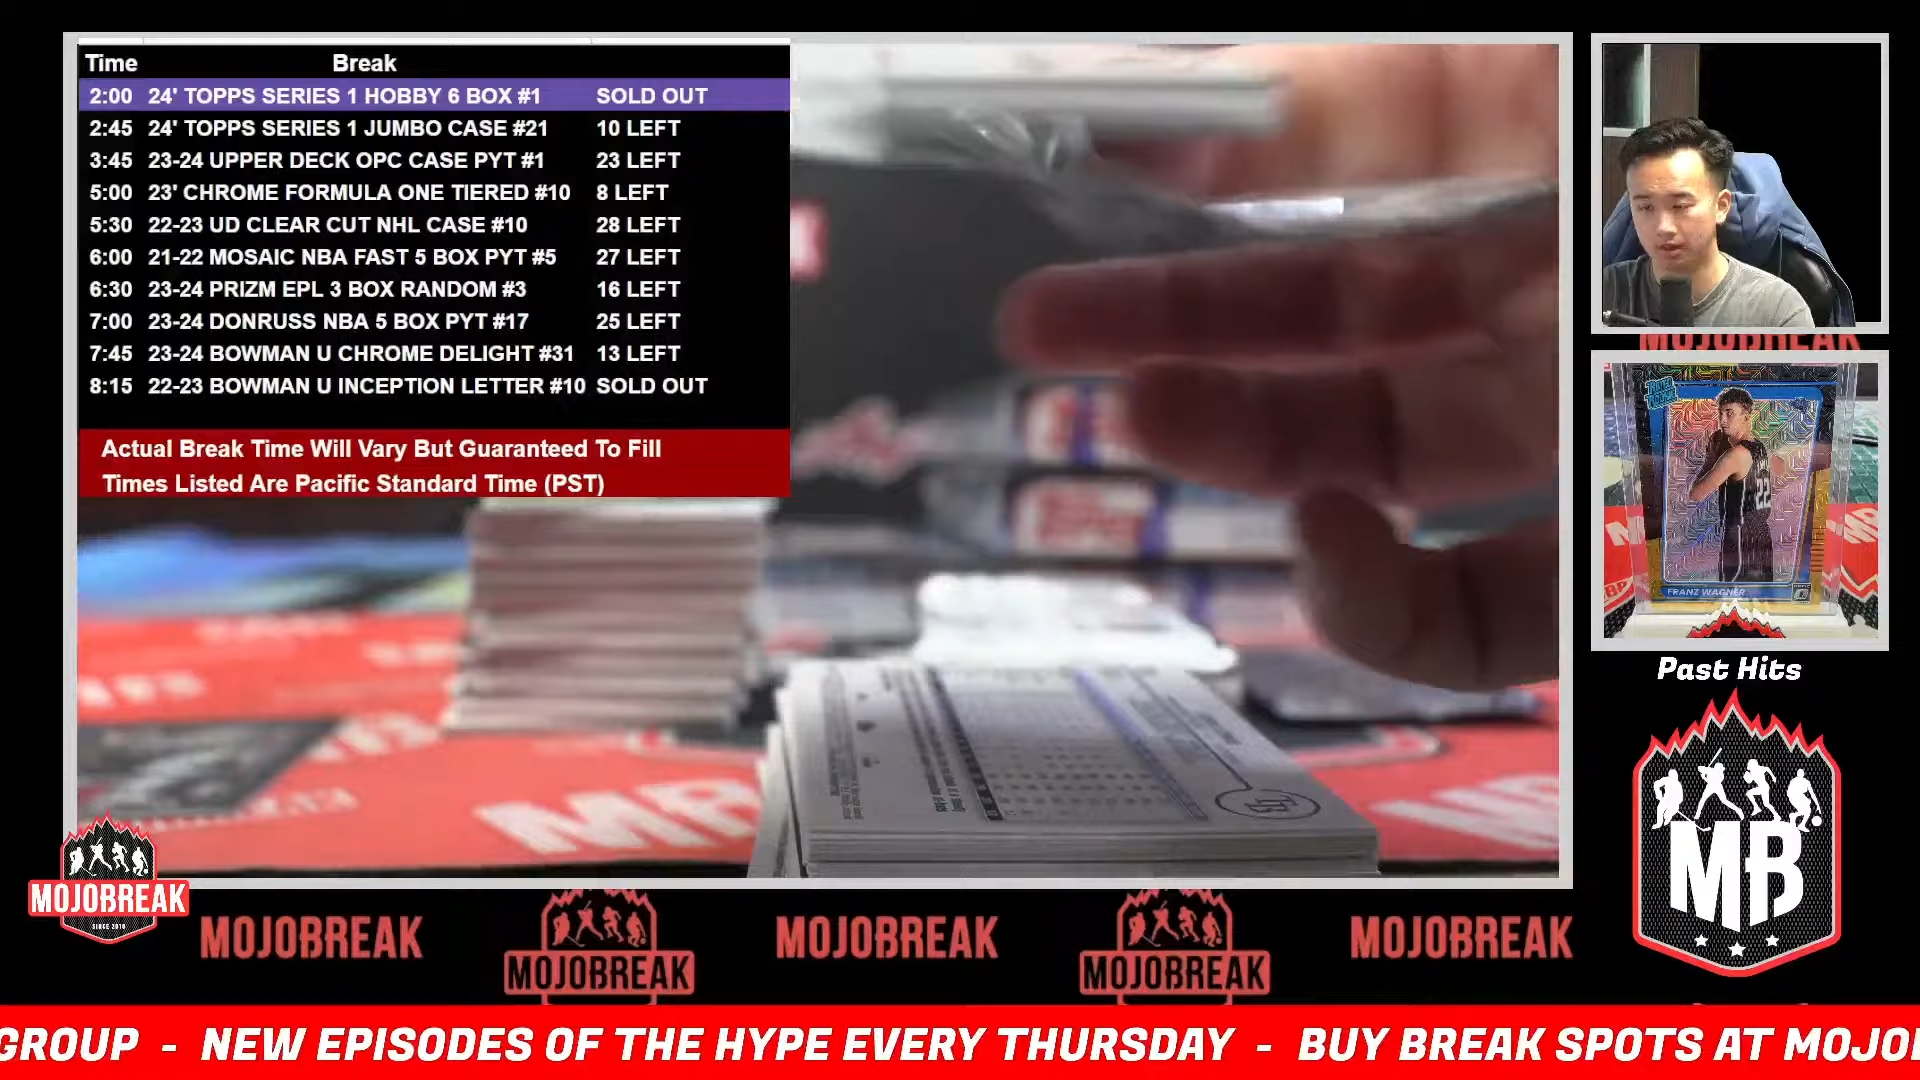 Time Break
2:00 24' TOPPS SERIES 1 HOBBY 6 BOX #1 SOLD OUT
2:45 24' TOPPS SERIES 1 JUMBO CASE #21 10 LEFT
3:45 23-24 UPPER DECK OPC CASE PYT #1 23 LEFT
5:00 23' CHROME FORMULA ONE TIERED #10 8 LEFT
5:30 22-23 UD CLEAR CUT NHL CASE #10 28 LEFT
6:00 21-22 MOSAIC NBA FAST 5 BOX PYT #5 27 LEFT
6:30 23-24 PRIZM EPL 3 BOX RANDOM #3 16 LEFT
7:00 23-24 DONRUSS NBA 5 BOX PYT #17 25 LEFT
7:45 23-24 BOWMAN U CHROME DELIGHT #31 13 LEFT
8:15 22-23 BOWMAN U INCEPTION LETTER #10 SOLD OUT
Actual Break Time Will Vary But Guaranteed To Fill
Times Listed Are Pacific Standard Time (PST)
MOJOBREAK
RATED ROOKIE
22
FRANZ WAGNER
Past Hits
MB
MB
MOJOBREAK
SINCE 2010
MOJOBREAK
MOJOBREAK
MOJOBREAK
MOJOBREAK
MOJOBREAK
GROUP - NEW EPISODES OF THE HYPE EVERY THURSDAY - BUY BREAK SPOTS AT MOJO